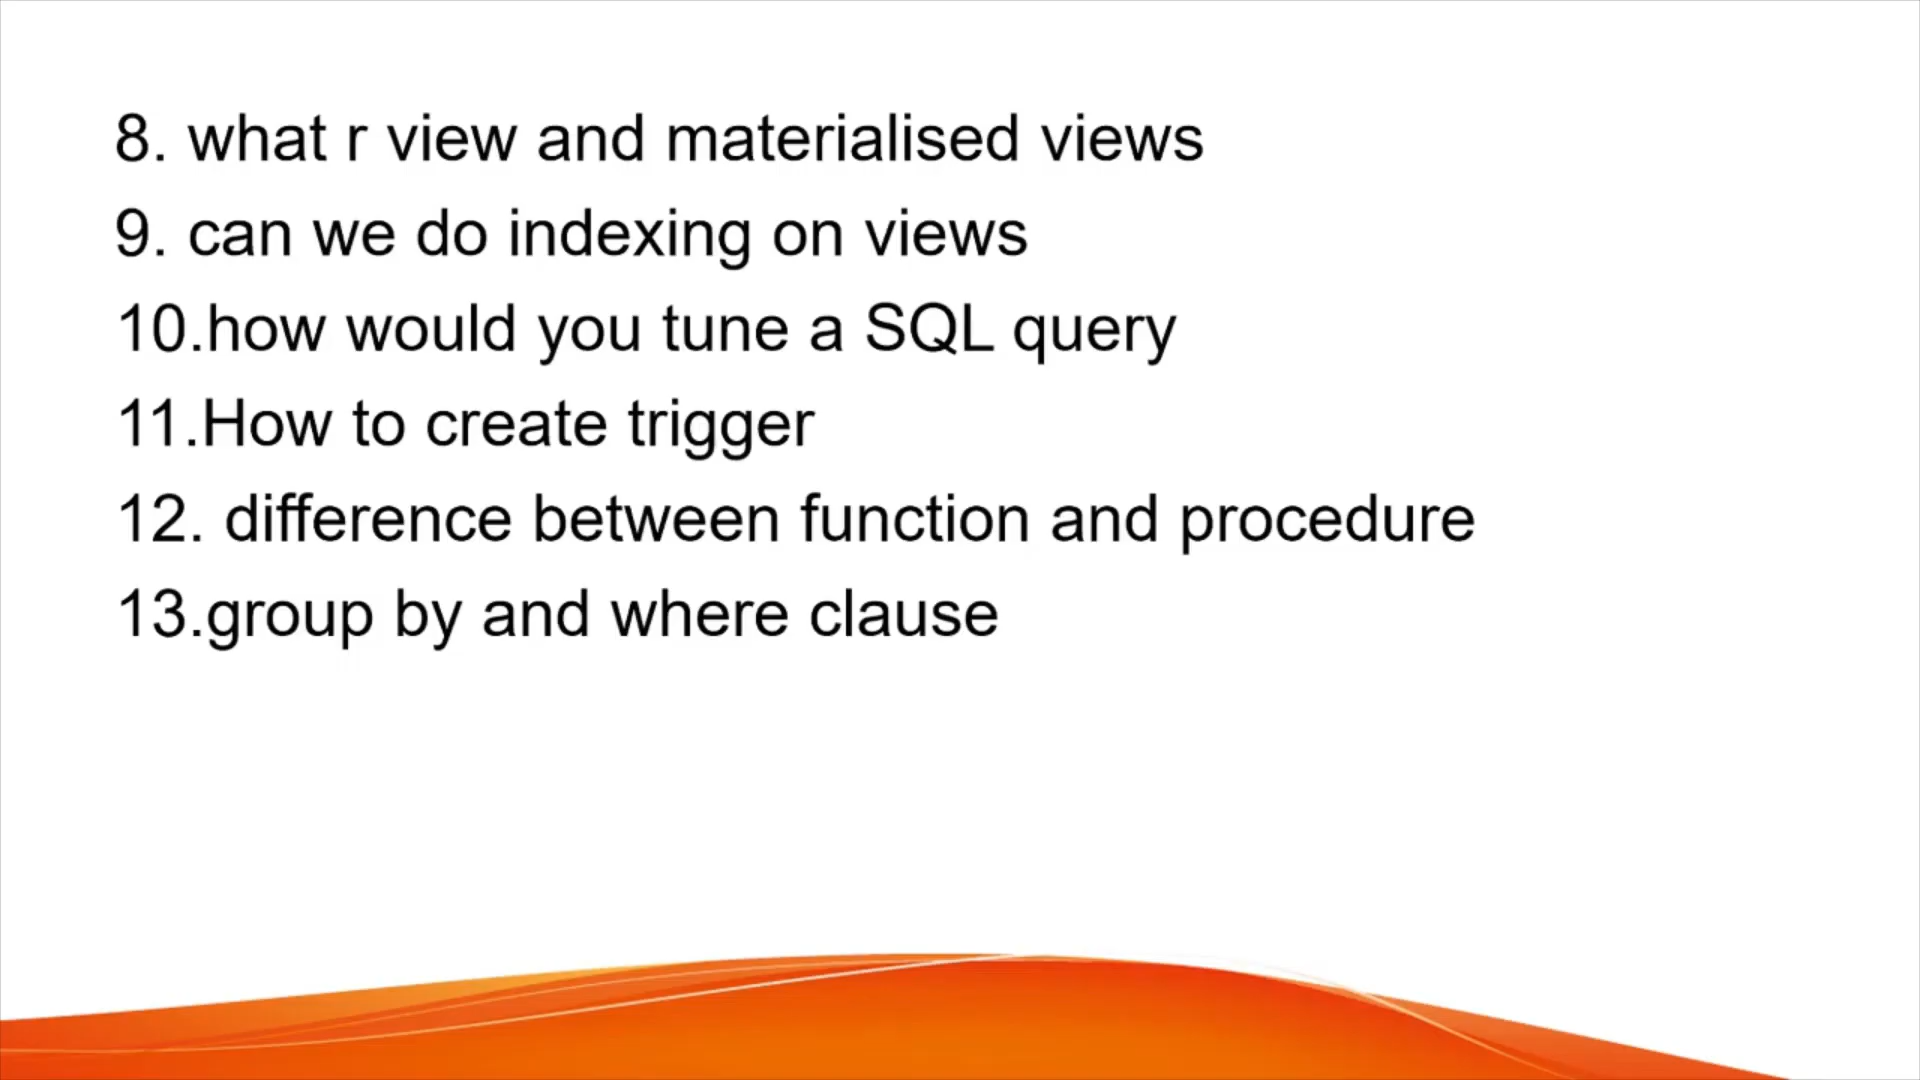 8. what r view and materialised views
9. can we do indexing on views
10.how would you tune a SQL query
11.How to create trigger
12. difference between function and procedure
13.group by and where clause